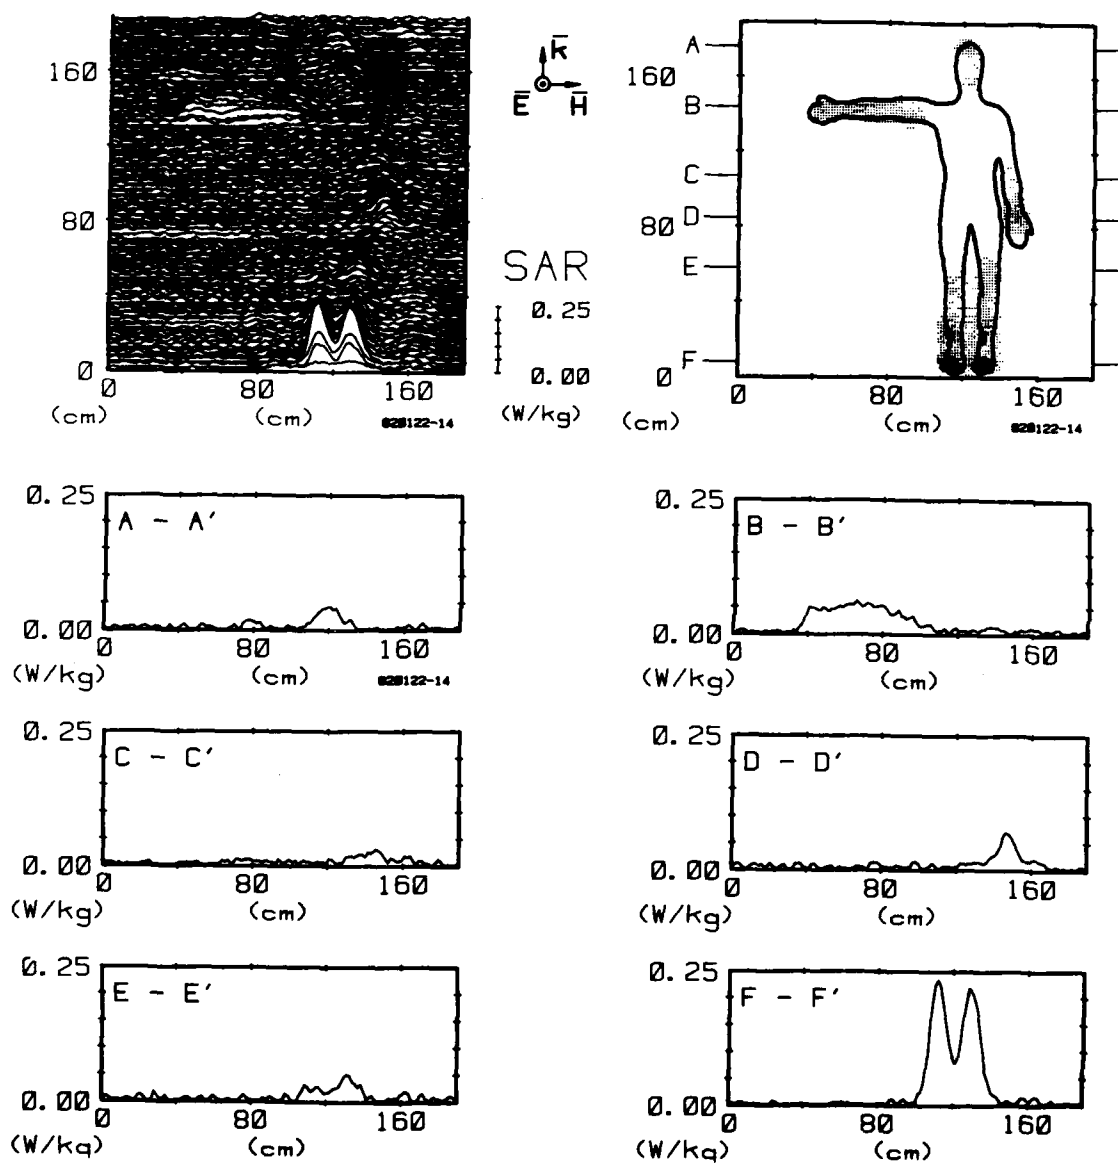 160
80
0
0 80 160
(cm) (cm)
828122-14
k̄
Ē H̄
SAR
0.25
0.00
(W/kg)
A
160
B
C
D
80
E
F
0
0 80 160
(cm) (cm)
828122-14
0.25
A - A'
0.00
0 80 160
(W/kg) (cm)
828122-14
0.25
B - B'
0.00
0 80 160
(W/kg) (cm)
0.25
C - C'
0.00
0 80 160
(W/kg) (cm)
0.25
D - D'
0.00
0 80 160
(W/kg) (cm)
0.25
E - E'
0.00
0 80 160
(W/kg) (cm)
0.25
F - F'
0.00
0 80 160
(W/kg) (cm)